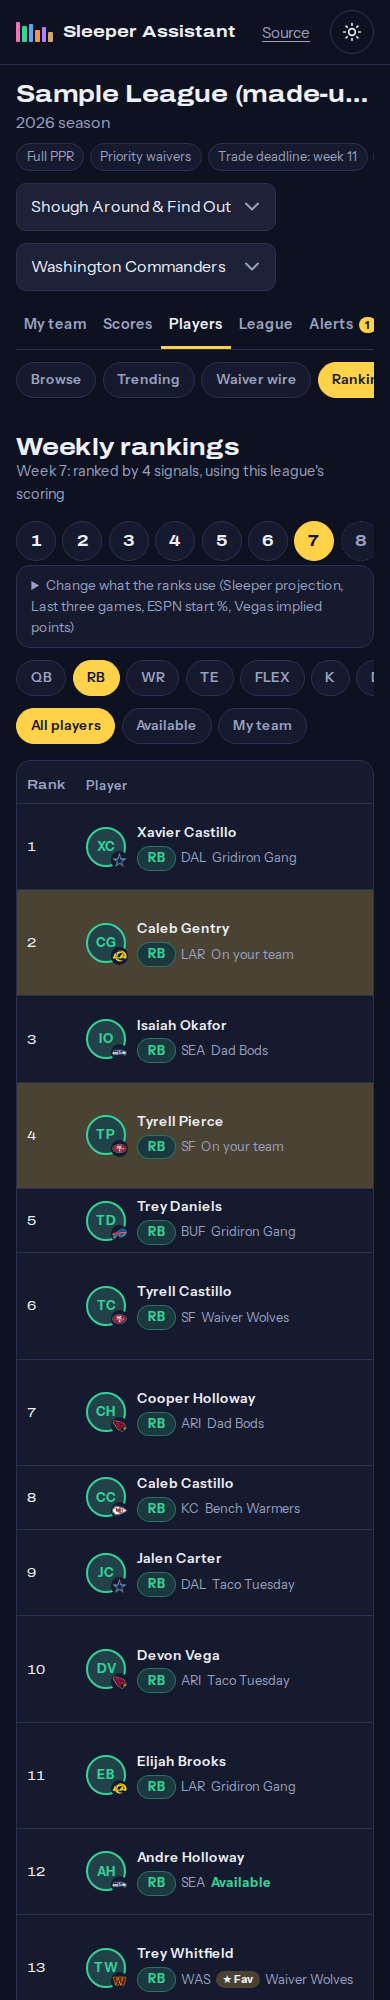 Sleeper Assistant Source
Sample League (made-u...
2026 season
Full PPR Priority waivers Trade deadline: week 11
Shough Around & Find Out
Washington Commanders
My team Scores Players League Alerts 1
Browse Trending Waiver wire Rankin
Weekly rankings
Week 7: ranked by 4 signals, using this league's
scoring
1 2 3 4 5 6 7 8
▶ Change what the ranks use (Sleeper projection,
Last three games, ESPN start %, Vegas implied
points)
QB RB WR TE FLEX K
All players Available My team
Rank Player
1 XC Xavier Castillo
RB DAL Gridiron Gang
2 CG Caleb Gentry
RB LAR On your team
3 IO Isaiah Okafor
RB SEA Dad Bods
4 TP Tyrell Pierce
RB SF On your team
5 TD Trey Daniels
RB BUF Gridiron Gang
6 TC Tyrell Castillo
RB SF Waiver Wolves
7 CH Cooper Holloway
RB ARI Dad Bods
8 CC Caleb Castillo
RB KC Bench Warmers
9 JC Jalen Carter
RB DAL Taco Tuesday
10 DV Devon Vega
RB ARI Taco Tuesday
11 EB Elijah Brooks
RB LAR Gridiron Gang
12 AH Andre Holloway
RB SEA Available
13 TW Trey Whitfield
RB WAS ★ Fav Waiver Wolves